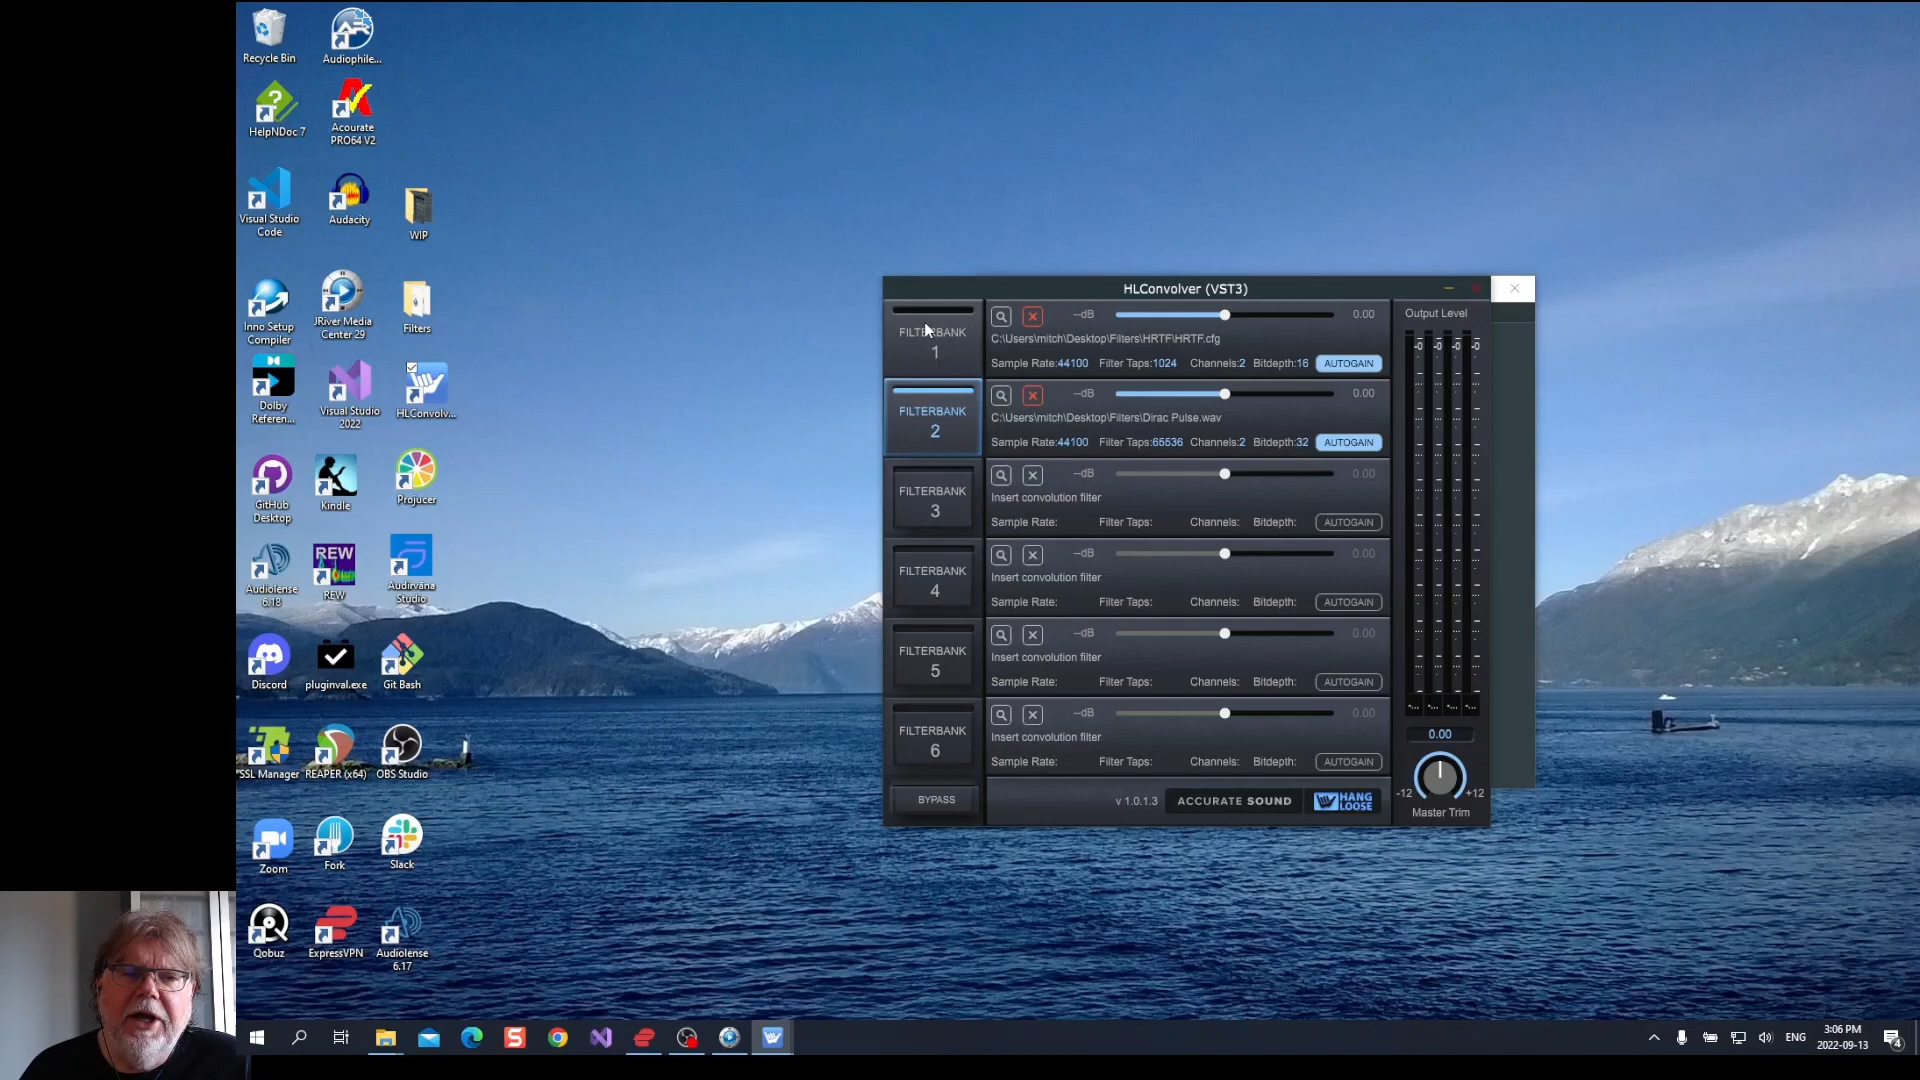 Recycle Bin
Audiophile...
HelpNDoc 7
Acourate
PRO64 V2
Visual Studio
Code
Audacity
WIP
Inno Setup
Compiler
JRiver Media
Center 29
Filters
Dolby
Referen...
Visual Studio
2022
HLConvolv...
GitHub
Desktop
Kindle
Projucer
Audiolense
6.18
REW
REW
Audirvāna
Studio
Discord
pluginval.exe
Git Bash
SSL Manager
REAPER (x64)
OBS Studio
Zoom
Fork
Slack
Qobuz
ExpressVPN
Audiolense
6.17
HLConvolver (VST3)
FILTERBANK
1
--dB
0.00
C:\Users\mitch\Desktop\Filters\HRTF\HRTF.cfg
Sample Rate:44100 Filter Taps:1024 Channels:2 Bitdepth:16 AUTOGAIN
FILTERBANK
2
--dB
0.00
C:\Users\mitch\Desktop\Filters\Dirac Pulse.wav
Sample Rate:44100 Filter Taps:65536 Channels:2 Bitdepth:32 AUTOGAIN
FILTERBANK
3
--dB
0.00
Insert convolution filter
Sample Rate: Filter Taps: Channels: Bitdepth: AUTOGAIN
FILTERBANK
4
--dB
0.00
Insert convolution filter
Sample Rate: Filter Taps: Channels: Bitdepth: AUTOGAIN
FILTERBANK
5
--dB
0.00
Insert convolution filter
Sample Rate: Filter Taps: Channels: Bitdepth: AUTOGAIN
FILTERBANK
6
--dB
0.00
Insert convolution filter
Sample Rate: Filter Taps: Channels: Bitdepth: AUTOGAIN
BYPASS
v 1.0.1.3
ACCURATE SOUND
HANG
LOOSE
Output Level
-0 -0 -0 -0
0.00
-12 +12
Master Trim
ENG
3:06 PM
2022-09-13
4